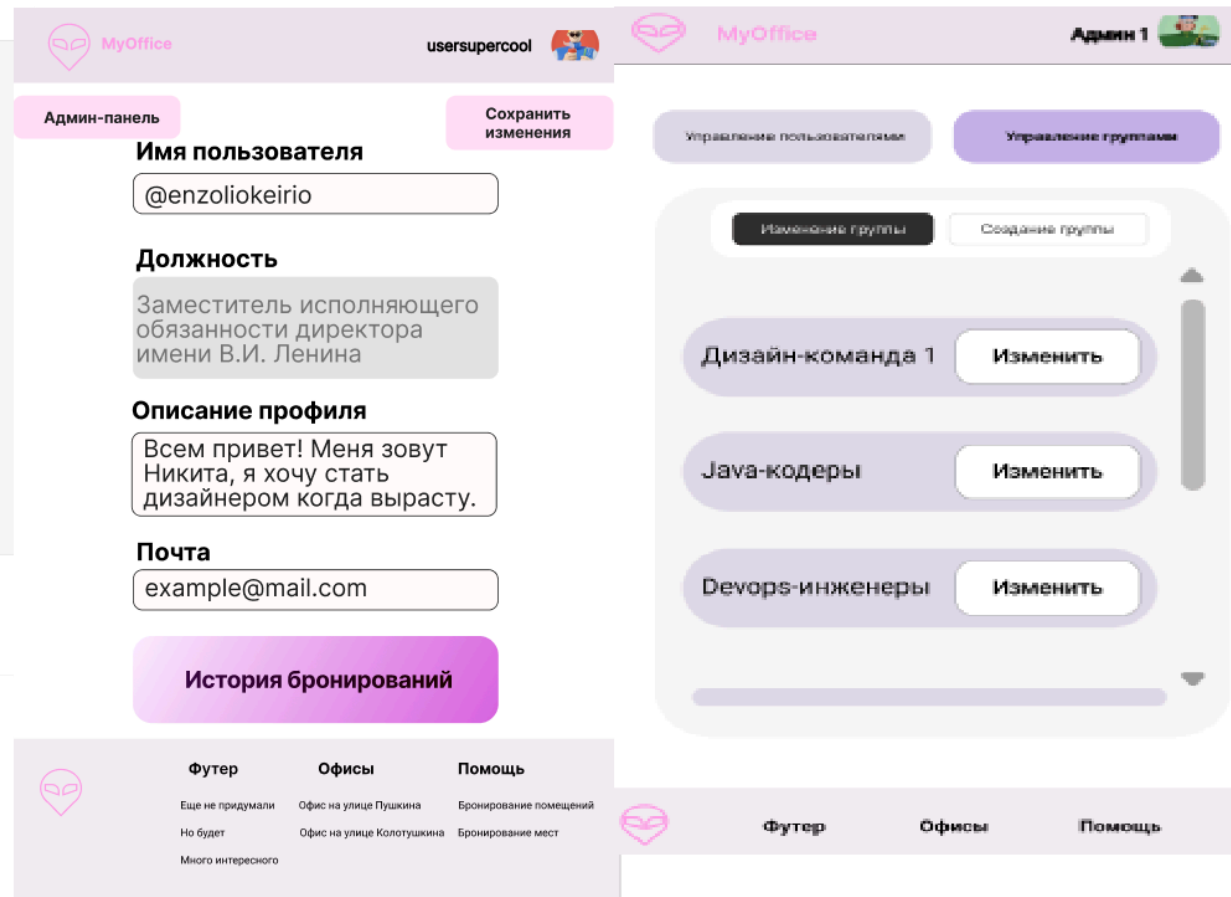 MyOffice
usersupercool
Админ-панель
Сохранить
изменения
Имя пользователя
@enzoliokeirio
Должность
Заместитель исполняющего
обязанности директора
имени В.И. Ленина
Описание профиля
Всем привет! Меня зовут
Никита, я хочу стать
дизайнером когда вырасту.
Почта
example@mail.com
История бронирований
Футер Офисы Помощь
Еще не придумали Офис на улице Пушкина Бронирование помещений
Но будет Офис на улице Колотушкина Бронирование мест
Много интересного
MyOffice
Админ 1
Управление пользователями Управление группами
Изменение группы Создание группы
Дизайн-команда 1 Изменить
Java-кодеры Изменить
Devops-инженеры Изменить
Футер Офисы Помощь